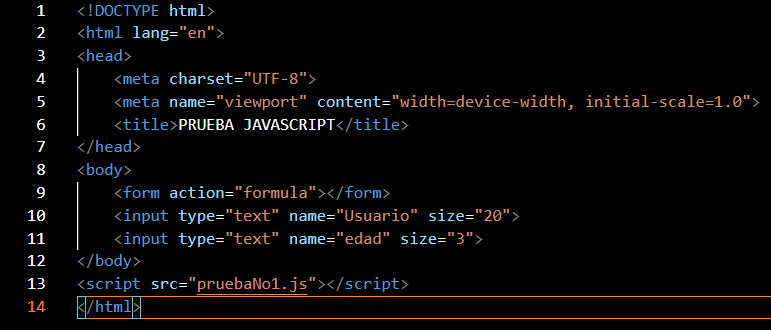 1 <!DOCTYPE html>
2 <html lang="en">
3 <head>
4     <meta charset="UTF-8">
5     <meta name="viewport" content="width=device-width, initial-scale=1.0">
6     <title>PRUEBA JAVASCRIPT</title>
7 </head>
8 <body>
9     <form action="formula"></form>
10     <input type="text" name="Usuario" size="20">
11     <input type="text" name="edad" size="3">
12 </body>
13 <script src="pruebaNo1.js"></script>
14 </html>